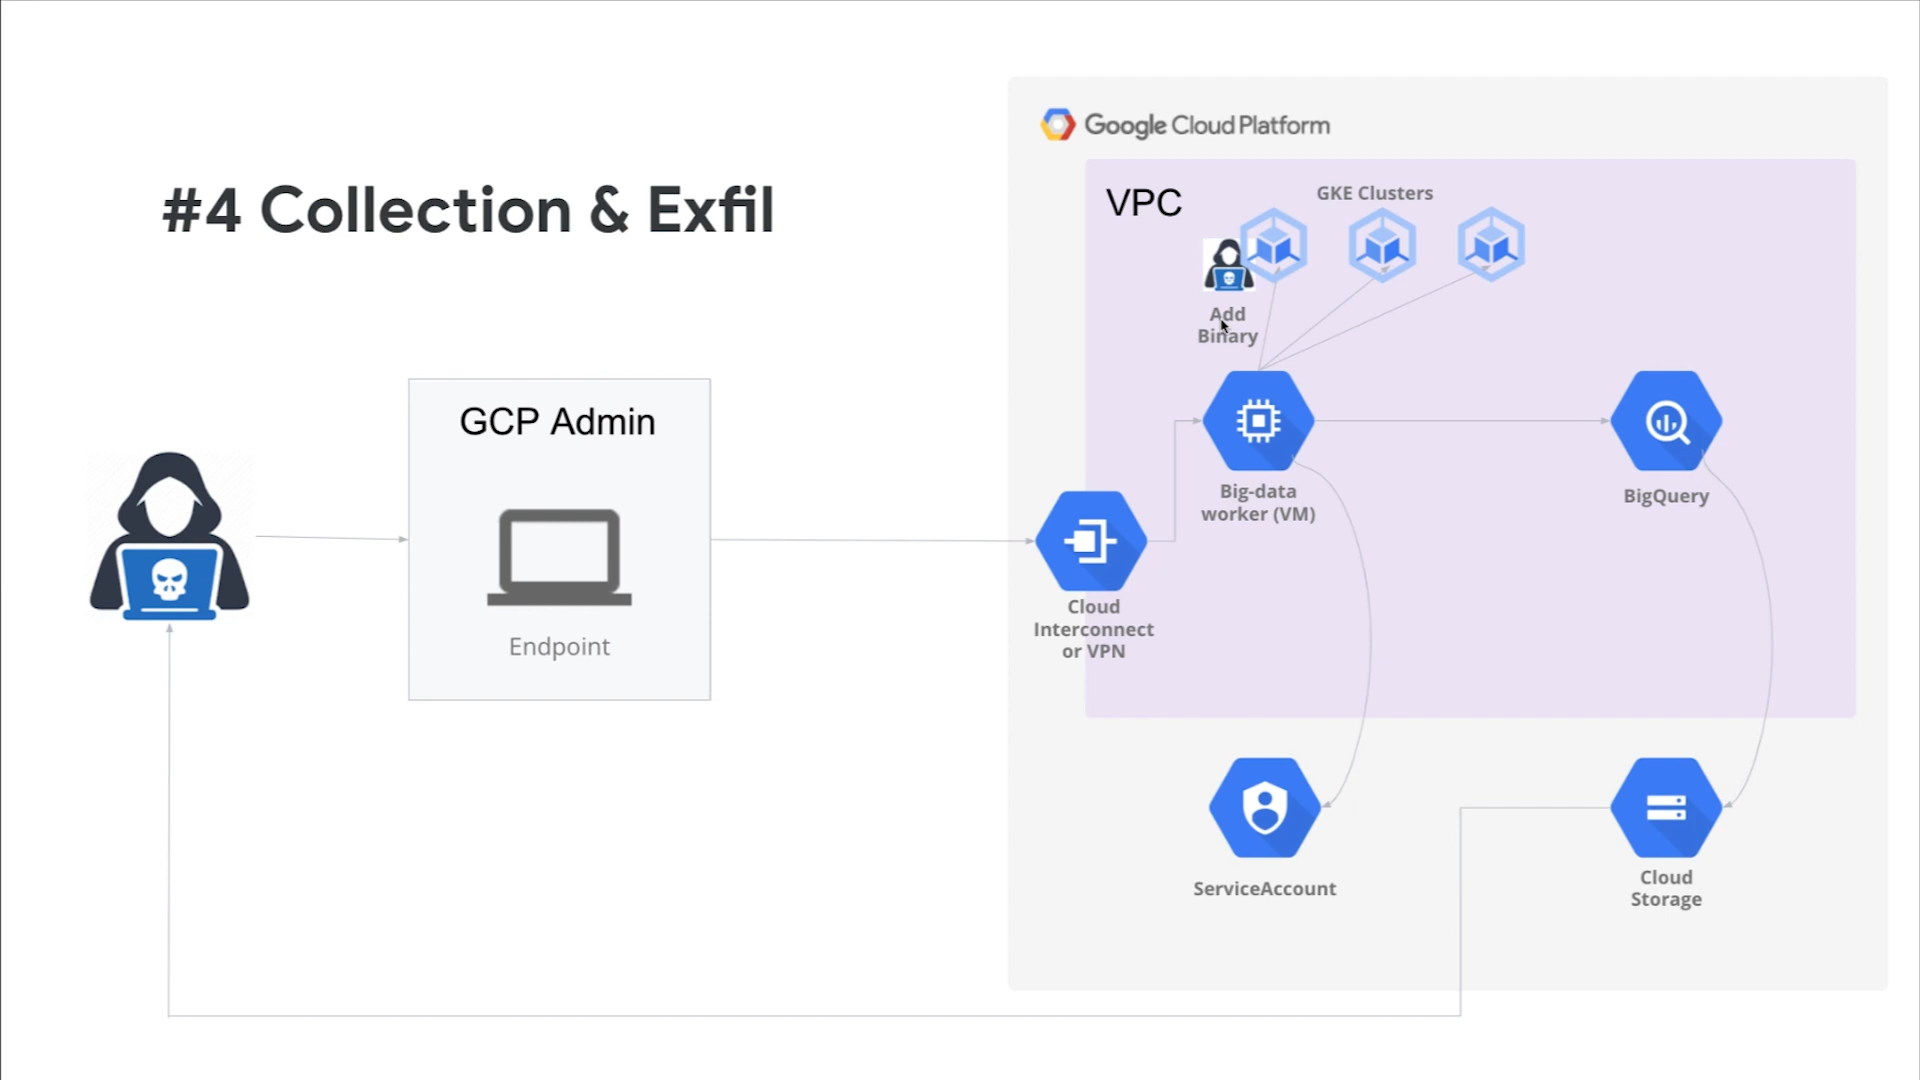 Google Cloud Platform
#4 Collection & Exfil
VPC
GKE Clusters
Add
Binary
GCP Admin
Endpoint
Big-data
worker (VM)
BigQuery
Cloud
Interconnect
or VPN
ServiceAccount
Cloud
Storage